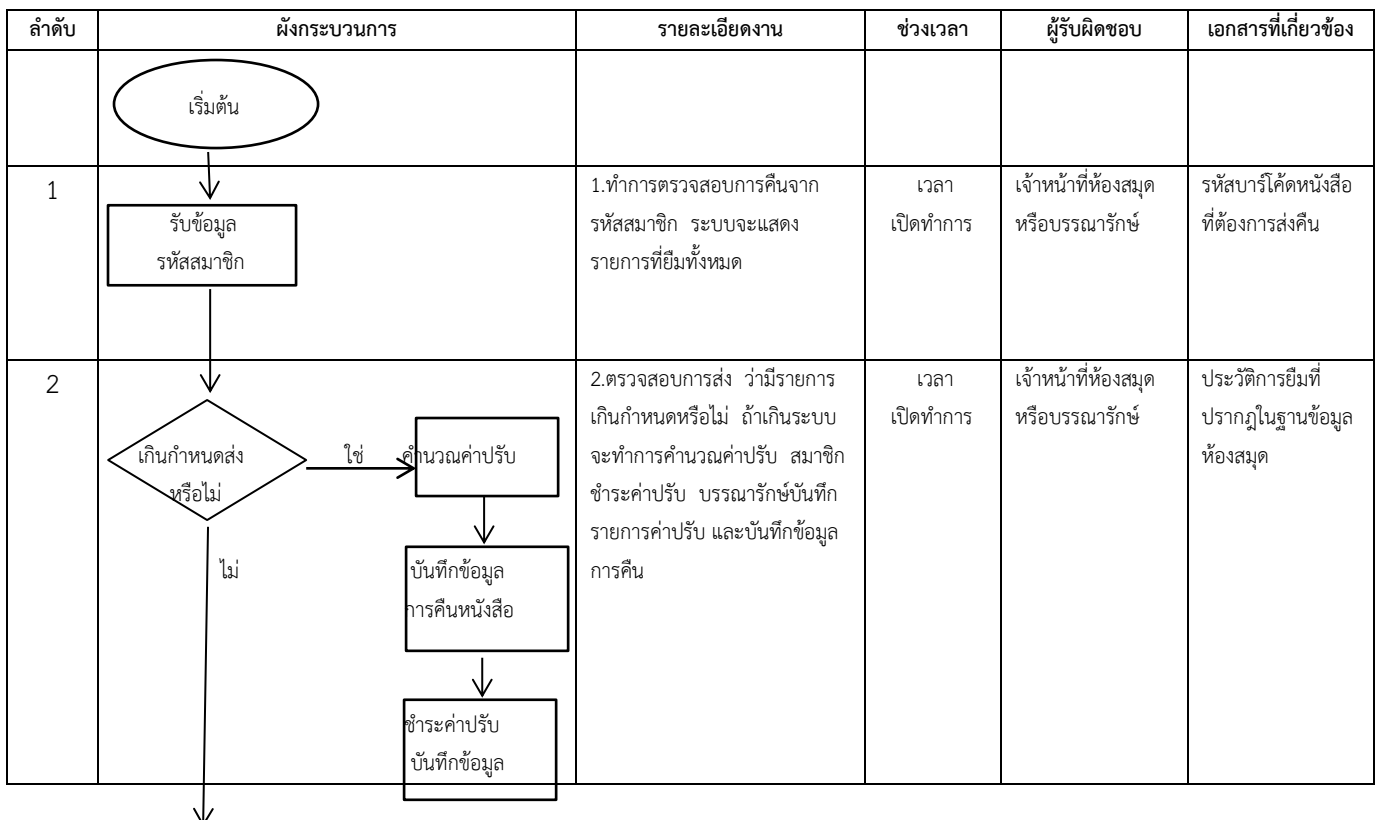 ลำดับ ผังกระบวนการ รายละเอียดงาน ช่วงเวลา ผู้รับผิดชอบ เอกสารที่เกี่ยวข้อง
เริ่มต้น
1
รับข้อมูล
รหัสสมาชิก
1.ทำการตรวจสอบการคืนจาก
รหัสสมาชิก ระบบจะแสดง
รายการที่ยืมทั้งหมด
เวลา
เปิดทำการ
เจ้าหน้าที่ห้องสมุด
หรือบรรณารักษ์
รหัสบาร์โค้ดหนังสือ
ที่ต้องการส่งคืน
2
เกินกำหนดส่ง
หรือไม่
ใช่
คำนวณค่าปรับ
ไม่
บันทึกข้อมูล
การคืนหนังสือ
ชำระค่าปรับ
บันทึกข้อมูล
2.ตรวจสอบการส่ง ว่ามีรายการ
เกินกำหนดหรือไม่ ถ้าเกินระบบ
จะทำการคำนวณค่าปรับ สมาชิก
ชำระค่าปรับ บรรณารักษ์บันทึก
รายการค่าปรับ และบันทึกข้อมูล
การคืน
เวลา
เปิดทำการ
เจ้าหน้าที่ห้องสมุด
หรือบรรณารักษ์
ประวัติการยืมที่
ปรากฏในฐานข้อมูล
ห้องสมุด